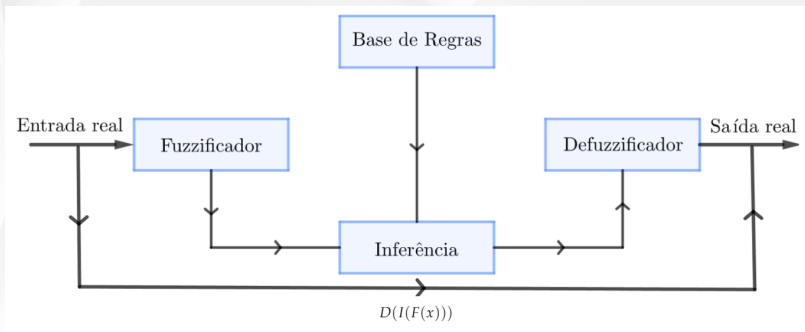 Base de Regras
Entrada real
Fuzzificador
Defuzzificador
Saída real
Inferência
D(I(F(x)))